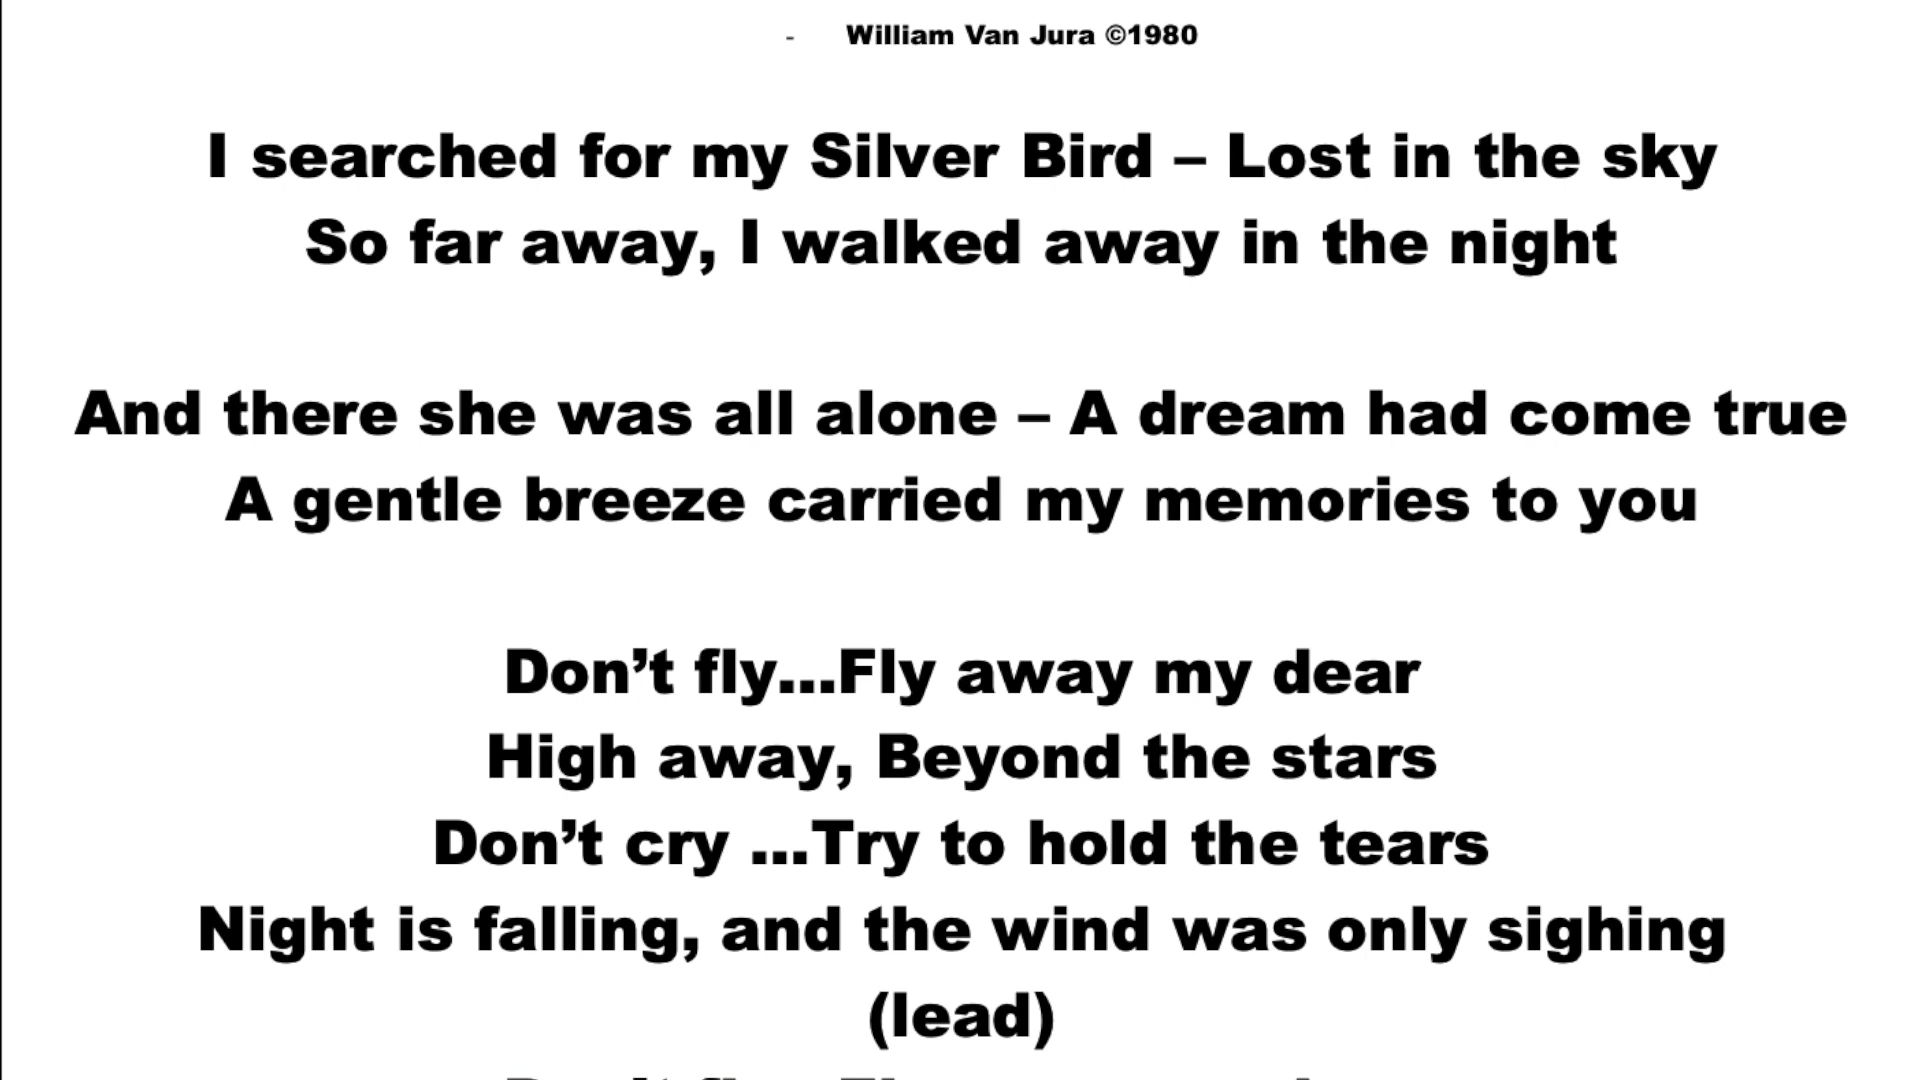 - William Van Jura ©1980
I searched for my Silver Bird – Lost in the sky
So far away, I walked away in the night
And there she was all alone – A dream had come true
A gentle breeze carried my memories to you
Don’t fly...Fly away my dear
High away, Beyond the stars
Don’t cry ...Try to hold the tears
Night is falling, and the wind was only sighing
(lead)